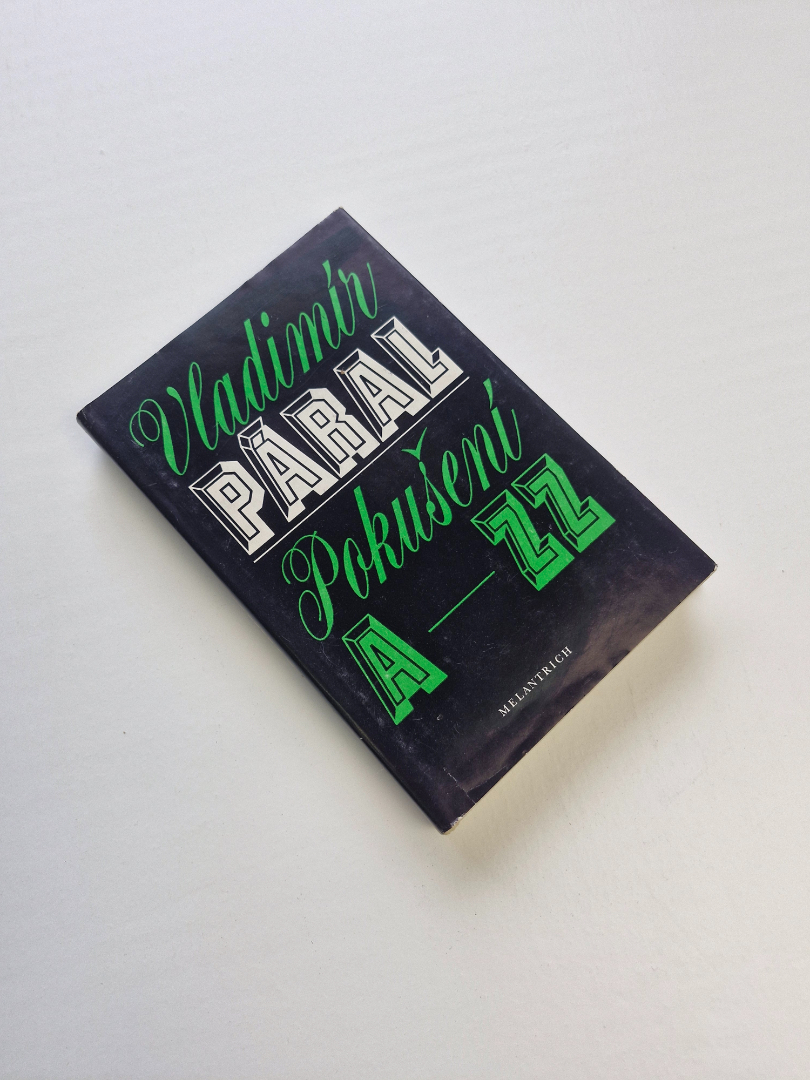 Vladimír
PÁRAL
Pokušení
A — ZZ
MELANTRICH